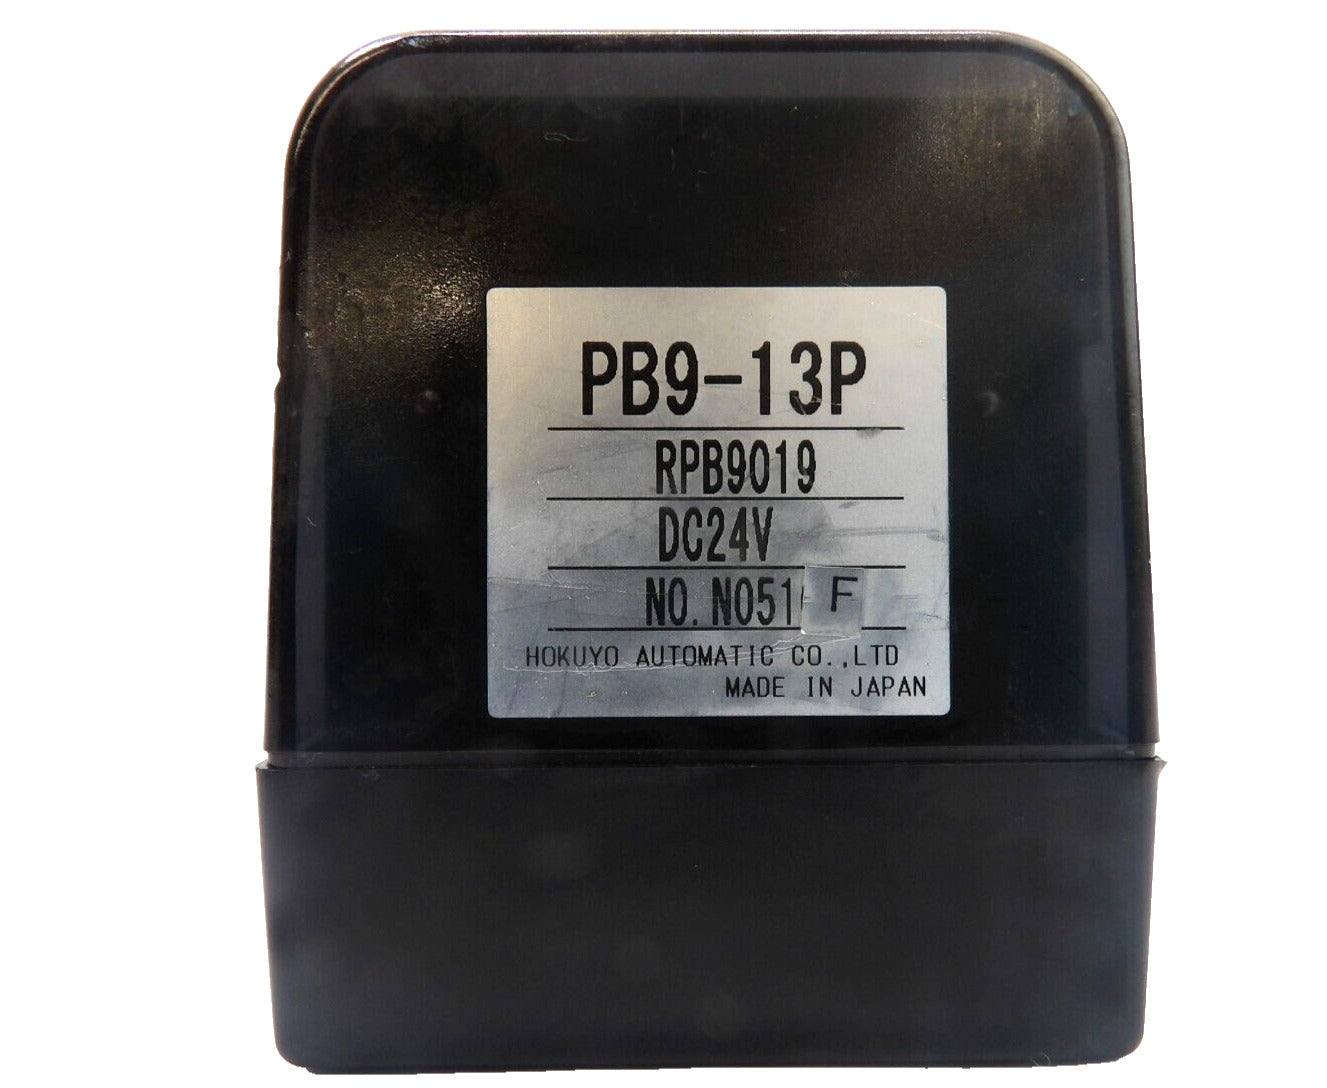 PB9-13P
RPB9019
DC24V
NO. N051 F
HOKUYO AUTOMATIC CO.,LTD
MADE IN JAPAN